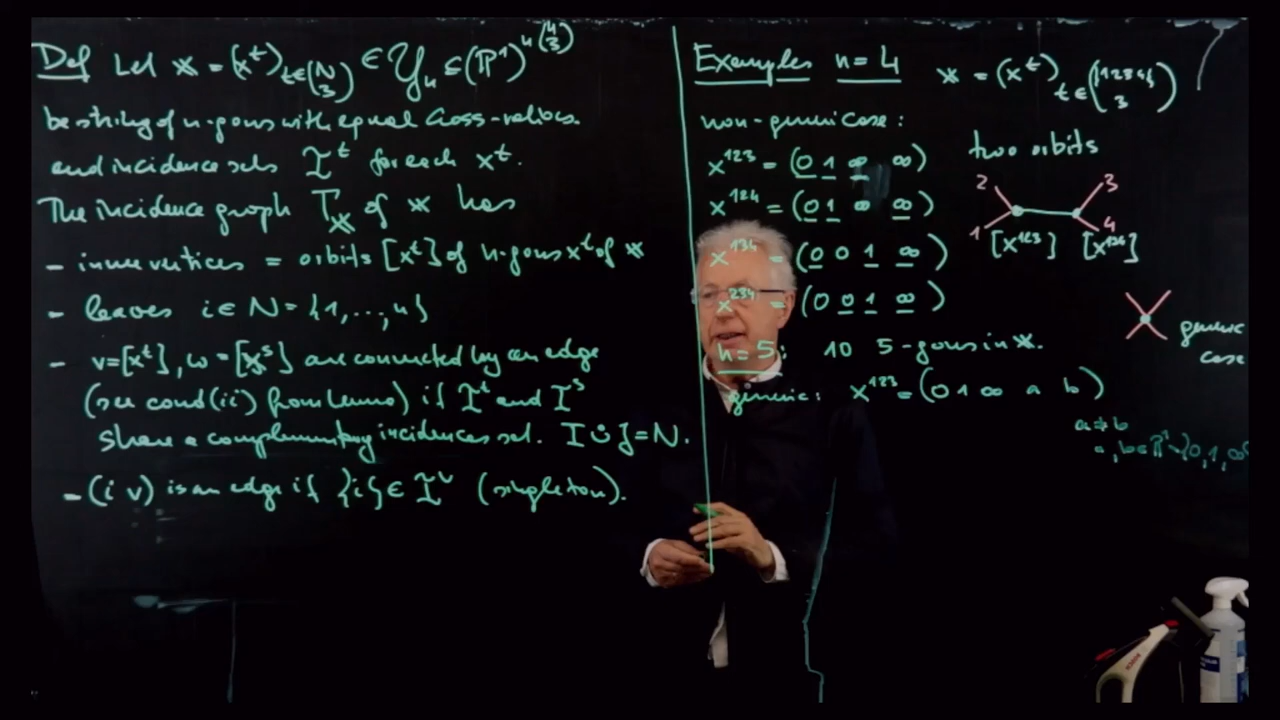 Def Let 𝕩 = (x^t)_{t∈(N 3)} ∈ 𝒴_n ⊆ (ℙ^1)^{n(n 3)}
be string of n-gons with equal cross-ratios.
and incidence sets I^t for each x^t.
The incidence graph Γ_𝕩 of 𝕩 has
- inner vertices = orbits [x^t] of n-gons x^t of 𝕩
- leaves i ∈ N = {1, ..., n}
- v=[x^t], w=[x^s] are connected by an edge
(see cond (ii) from Lemma) if I^t and I^s
share a complementary incidences set. I ∪̇ J = N.
- (i v) is an edge if {i} ∈ I^v (singleton).
Examples n = 4
𝕩 = (x^t)_{t∈(1234 3)}
non-generic case:
x^{123} = (0 1 ∞ ∞)
x^{124} = (0 1 ∞ ∞)
x^{134} = (0 0 1 ∞)
x^{234} = (0 0 1 ∞)
two orbits
2 3
1 4
[x^{123}] [x^{134}]
generic
case
n = 5: 10 5-gons in 𝕩.
generic: x^{123} = (0 1 ∞ a b)
a ≠ b
a, b ∈ ℙ^1 \ {0, 1, ∞